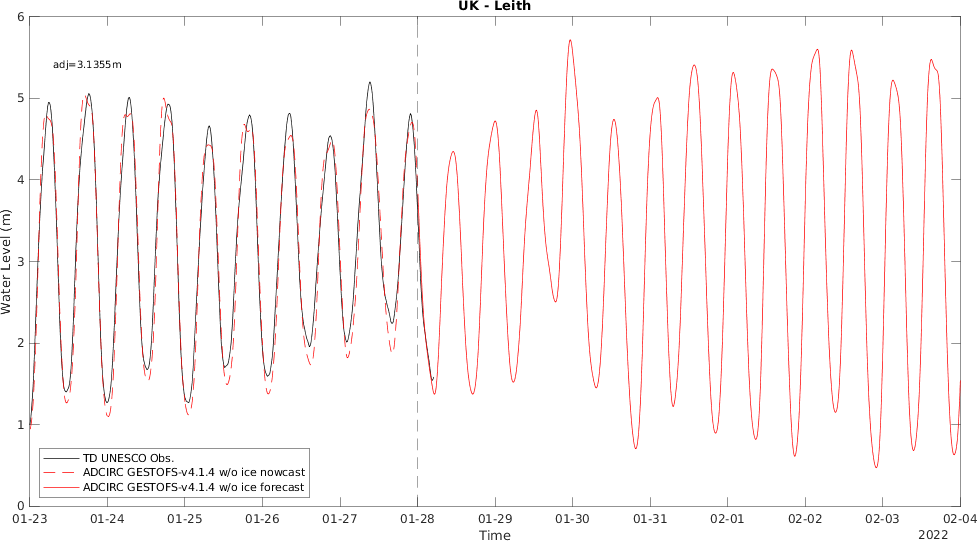 UK - Leith
6
adj=3.1355m
5
4
3
2
1
0
Water Level (m)
TD UNESCO Obs.
ADCIRC GESTOFS-v4.1.4 w/o ice nowcast
ADCIRC GESTOFS-v4.1.4 w/o ice forecast
01-23 01-24 01-25 01-26 01-27 01-28 01-29 01-30 01-31 02-01 02-02 02-03 02-04
Time
2022